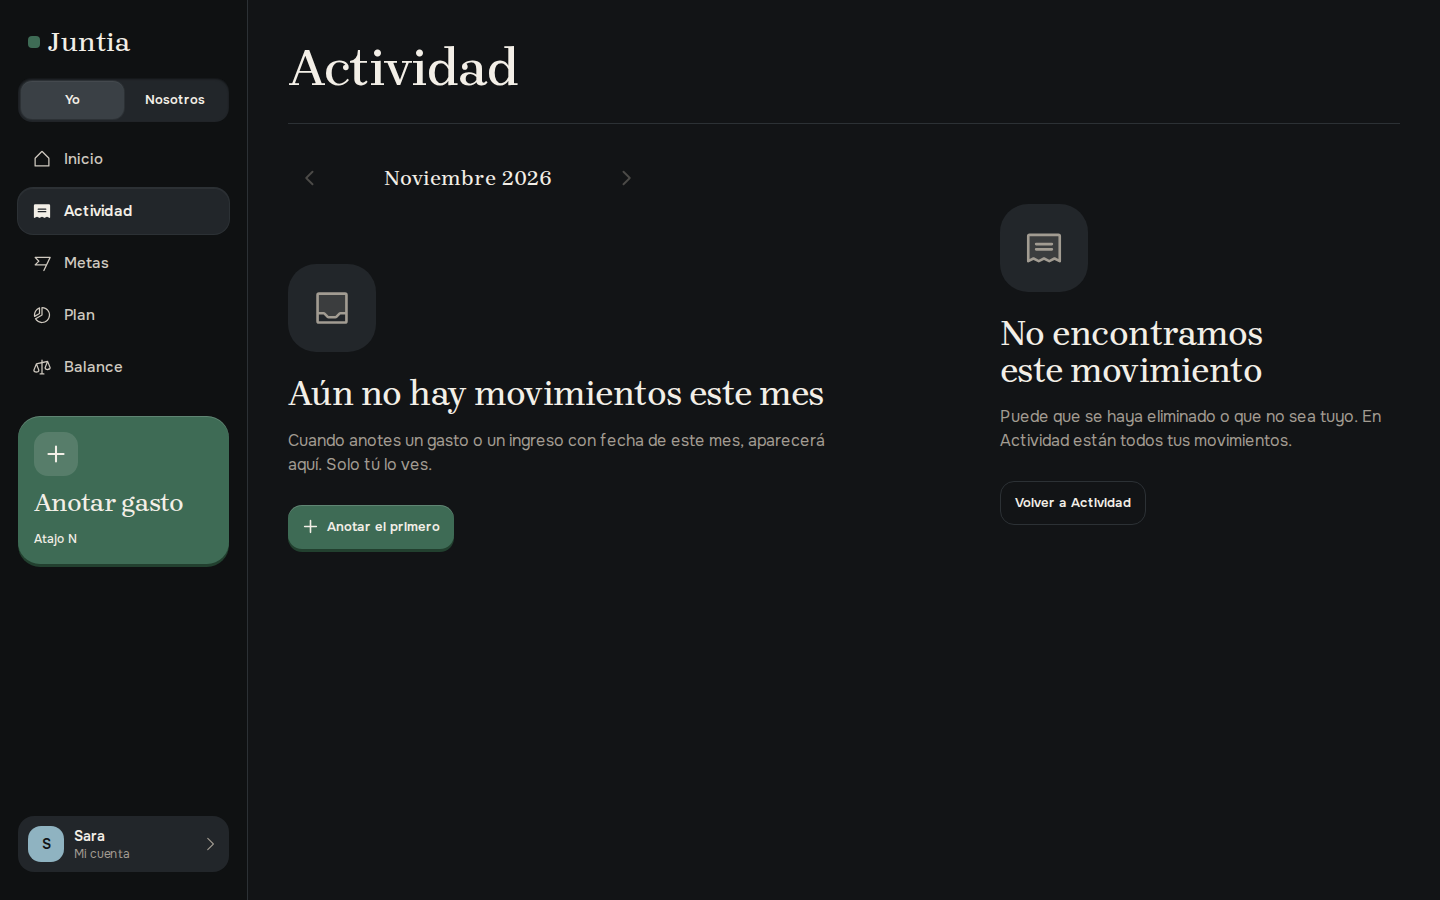 Juntia
Yo
Nosotros
Inicio
Actividad
Metas
Plan
Balance
Anotar gasto
Atajo N
Sara
S
Mi cuenta
Actividad
Noviembre 2026
Aún no hay movimientos este mes
Cuando anotes un gasto o un ingreso con fecha de este mes, aparecerá
aquí. Solo tú lo ves.
Anotar el primero
No encontramos
este movimiento
Puede que se haya eliminado o que no sea tuyo. En
Actividad están todos tus movimientos.
Volver a Actividad